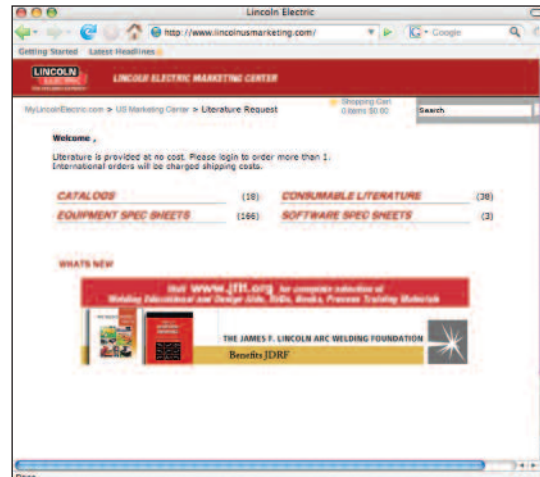 Lincoln Electric
http://www.lincolnusmarketing.com/
Google
Getting Started Latest Headlines
LINCOLN
ELECTRIC
LINCOLN ELECTRIC MARKETING CENTER
MyLincolnElectric.com > US Marketing Center > Literature Request
Shopping Cart
0 items $0.00
Search
Welcome ,
Literature is provided at no cost. Please login to order more than 1.
International orders will be charged shipping costs.
CATALOGS (18) CONSUMABLE LITERATURE (38)
EQUIPMENT SPEC SHEETS (166) SOFTWARE SPEC SHEETS (3)
WHATS NEW
Visit www.jflf.org for complete selection of
Welding Educational and Design Aids, DVDs, Books, Process Training Materials
THE JAMES F. LINCOLN ARC WELDING FOUNDATION
Benefits JDRF
Done